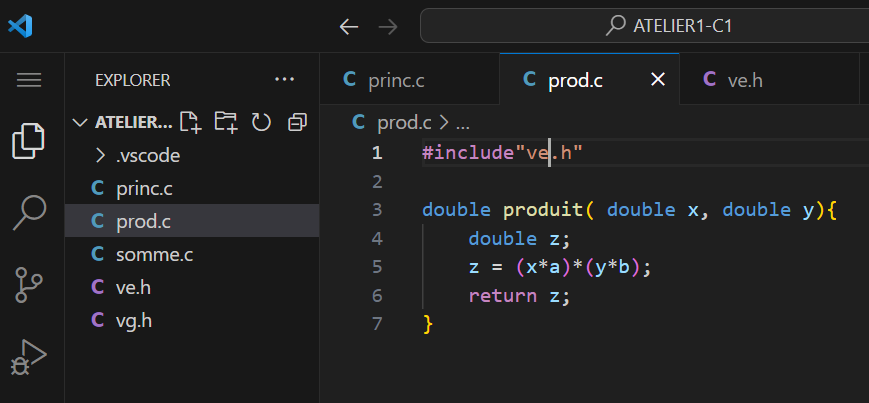 ATELIER1-C1
EXPLORER ...
princ.c
prod.c
ve.h
ATELIER...
.vscode
princ.c
prod.c
somme.c
ve.h
vg.h
prod.c > ...
1 #include"ve.h"
2
3 double produit( double x, double y){
4 double z;
5 z = (x*a)*(y*b);
6 return z;
7 }